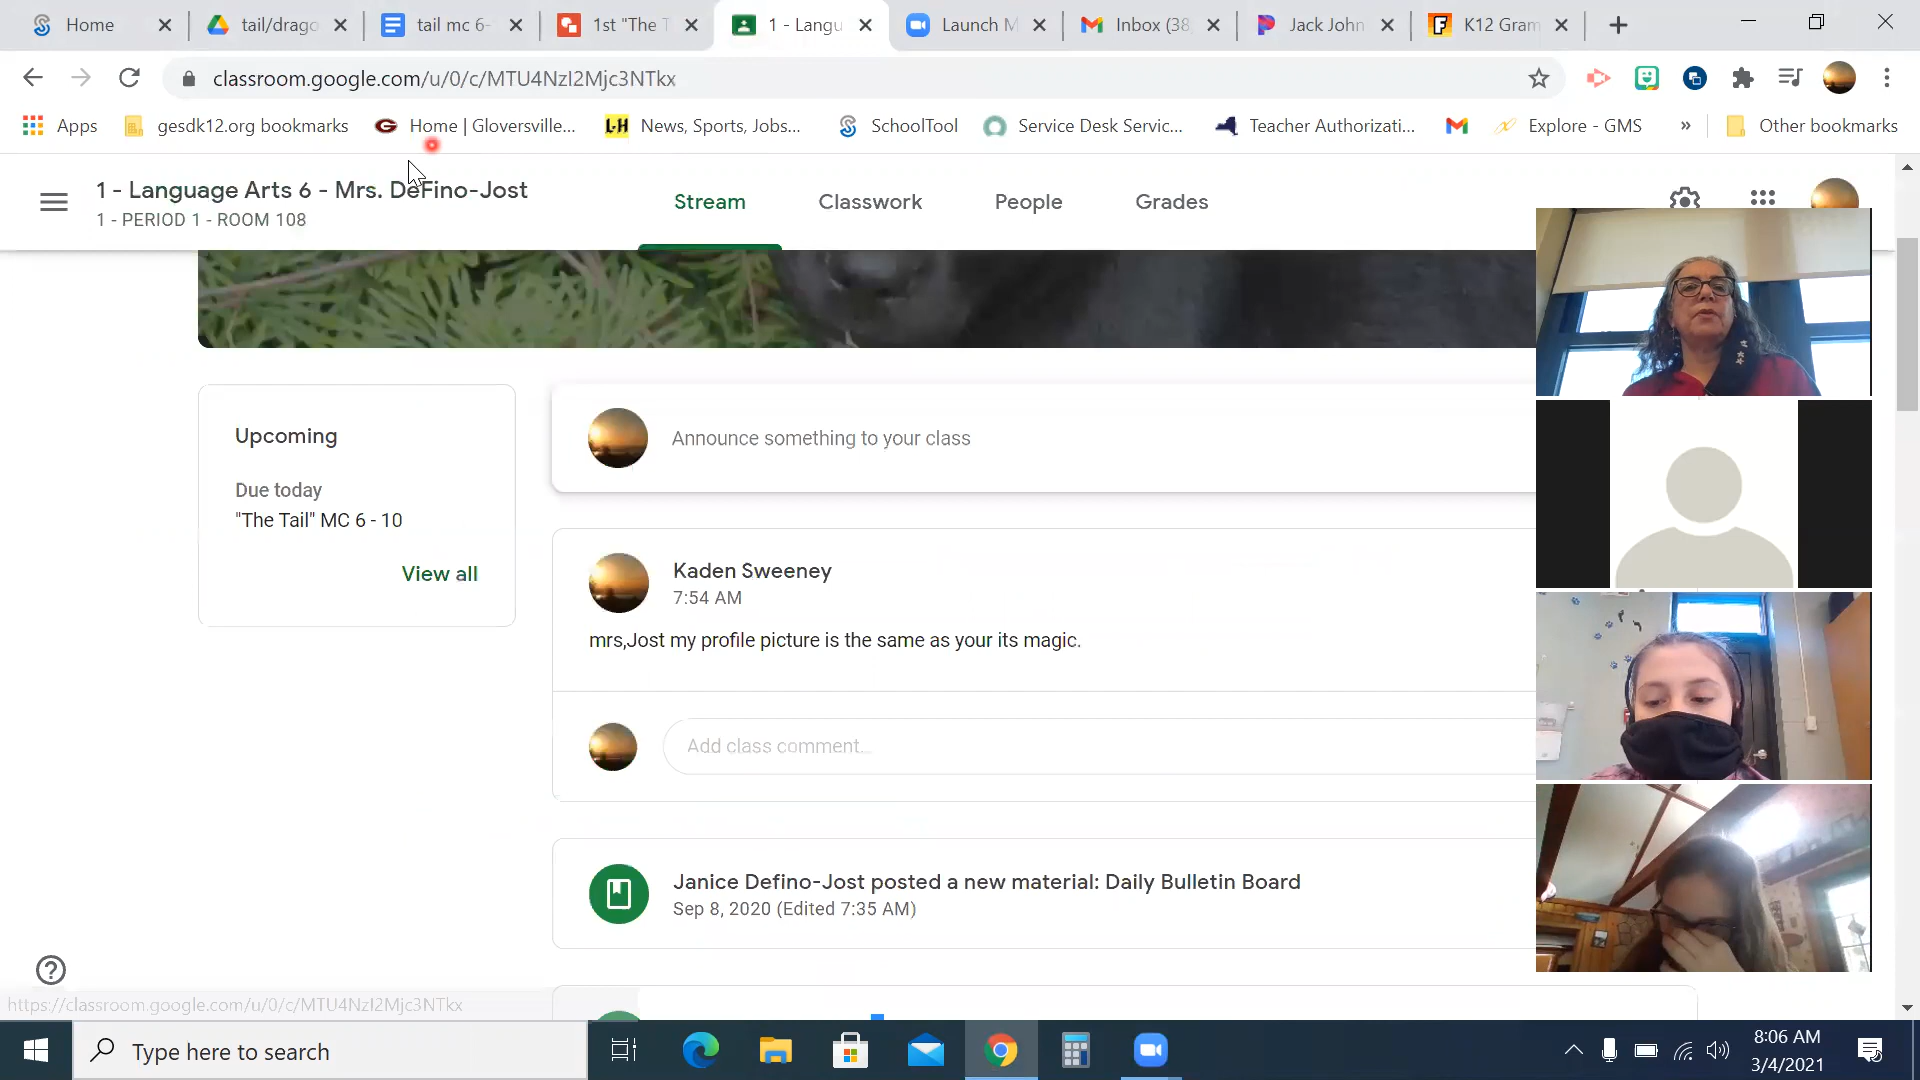 Home
tail/drago
tail mc 6-
1st "The T
1 - Langu
Launch M
Inbox (38
Jack John
K12 Gram
classroom.google.com/u/0/c/MTU4NzI2Mjc3NTkx
Apps
gesdk12.org bookmarks
Home | Gloversville...
L-H
News, Sports, Jobs...
SchoolTool
Service Desk Servic...
Teacher Authorizati...
Explore - GMS
»
Other bookmarks
1 - Language Arts 6 - Mrs. DeFino-Jost
1 - PERIOD 1 - ROOM 108
Stream
Classwork
People
Grades
Upcoming
Due today
"The Tail" MC 6 - 10
View all
Announce something to your class
Kaden Sweeney
7:54 AM
mrs,Jost my profile picture is the same as your its magic.
Add class comment...
Janice Defino-Jost posted a new material: Daily Bulletin Board
Sep 8, 2020 (Edited 7:35 AM)
https://classroom.google.com/u/0/c/MTU4NzI2Mjc3NTkx
Type here to search
8:06 AM
3/4/2021